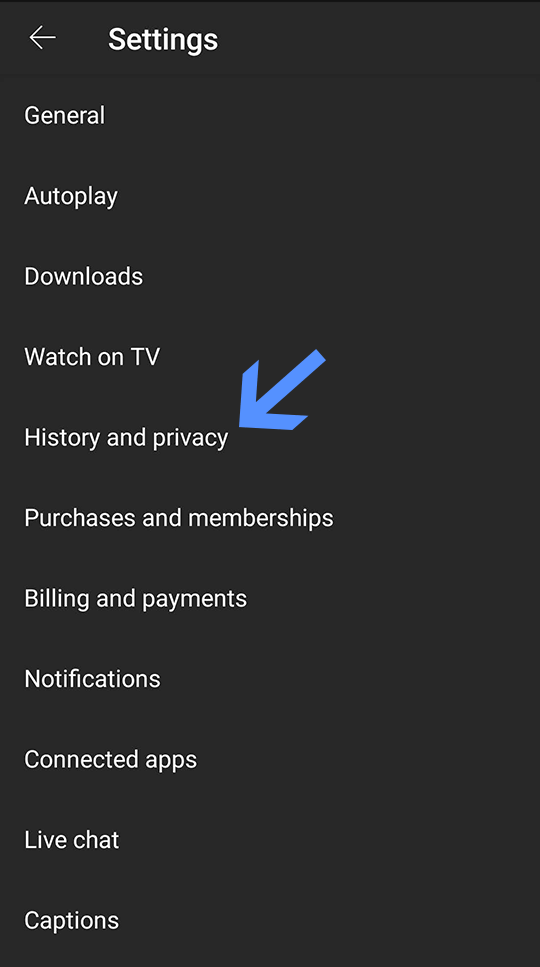 Settings
General
Autoplay
Downloads
Watch on TV
History and privacy
Purchases and memberships
Billing and payments
Notifications
Connected apps
Live chat
Captions